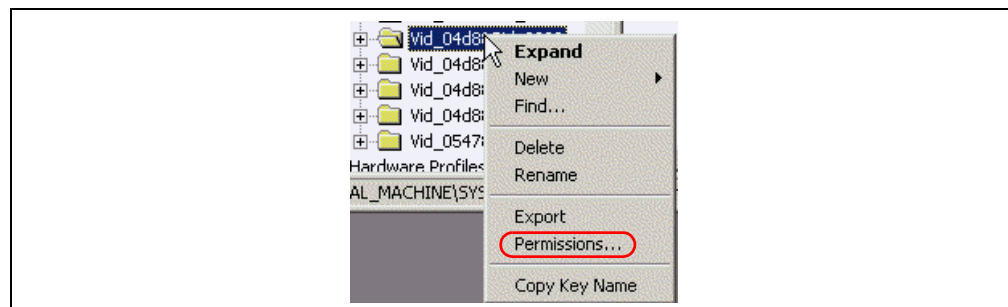 Vid_04d8
Vid_04d8
Vid_04d8
Vid_04d8
Vid_0547
Hardware Profiles
AL_MACHINE\SYS
Expand
New
Find...
Delete
Rename
Export
Permissions...
Copy Key Name